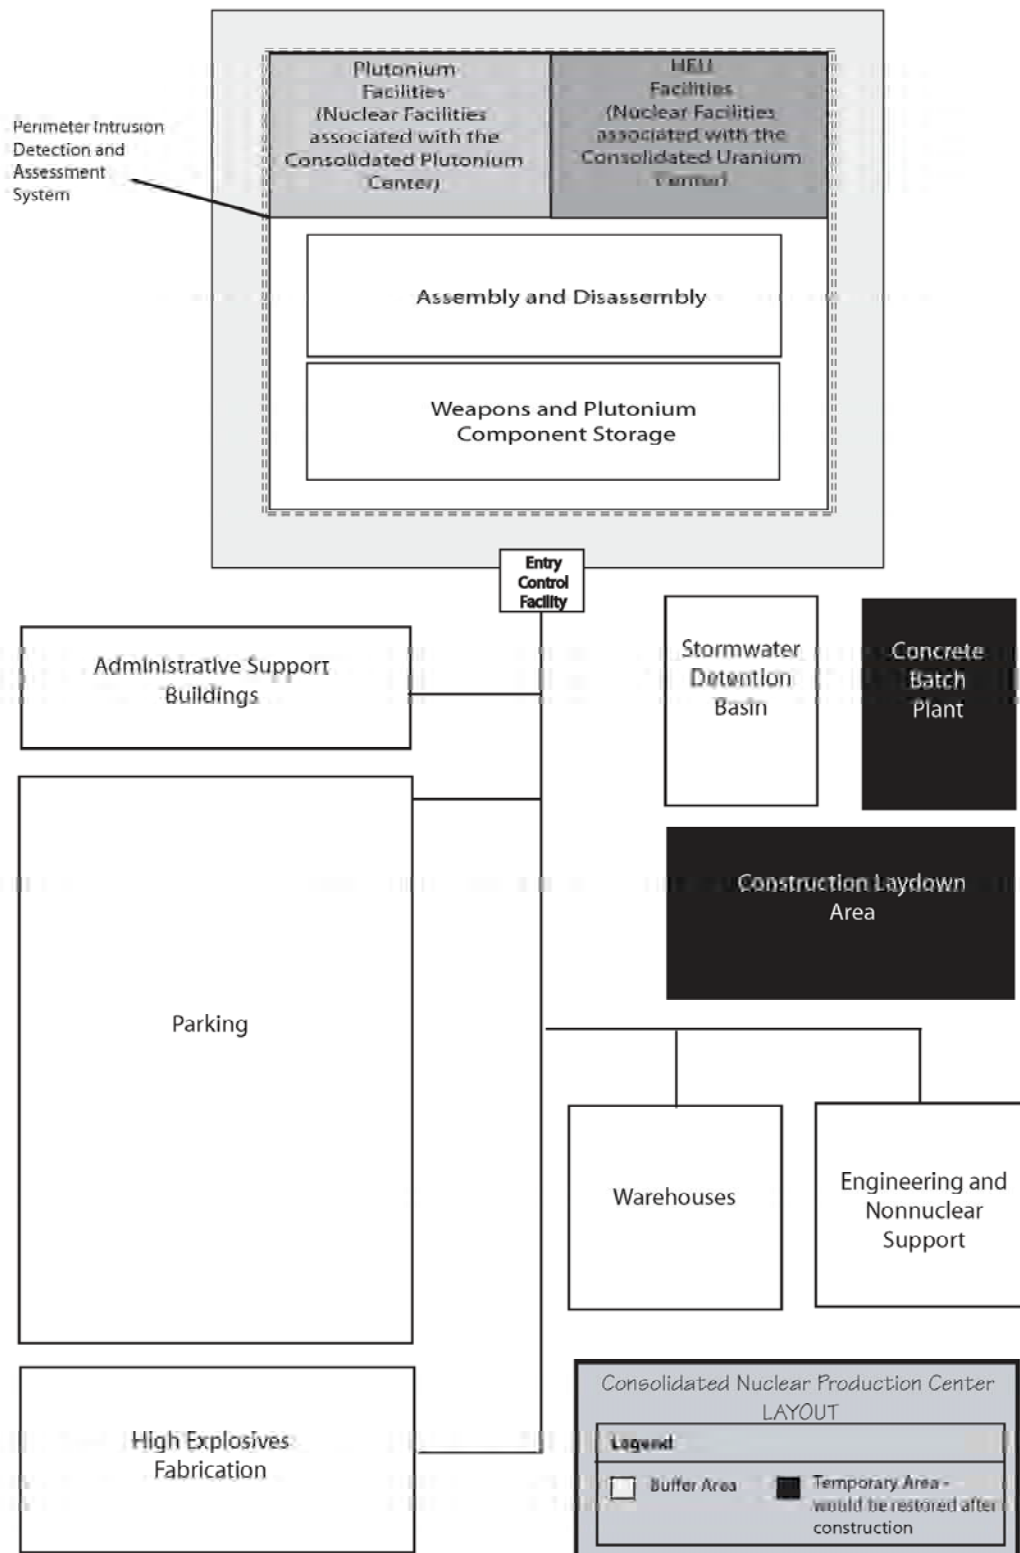 Plutonium
Facilities
(Nuclear Facilities
associated with the
Consolidated Plutonium
Center)
HEU
Facilities
(Nuclear Facilities
associated with the
Consolidated Uranium
Center)
Perimeter Intrusion
Detection and
Assessment
System
Assembly and Disassembly
Weapons and Plutonium
Component Storage
Entry
Control
Facility
Administrative Support
Buildings
Stormwater
Detention
Basin
Concrete
Batch
Plant
Construction Laydown
Area
Parking
Warehouses
Engineering and
Nonnuclear
Support
High Explosives
Fabrication
Consolidated Nuclear Production Center
LAYOUT
Legend
Buffer Area
Temporary Area -
would be restored after
construction